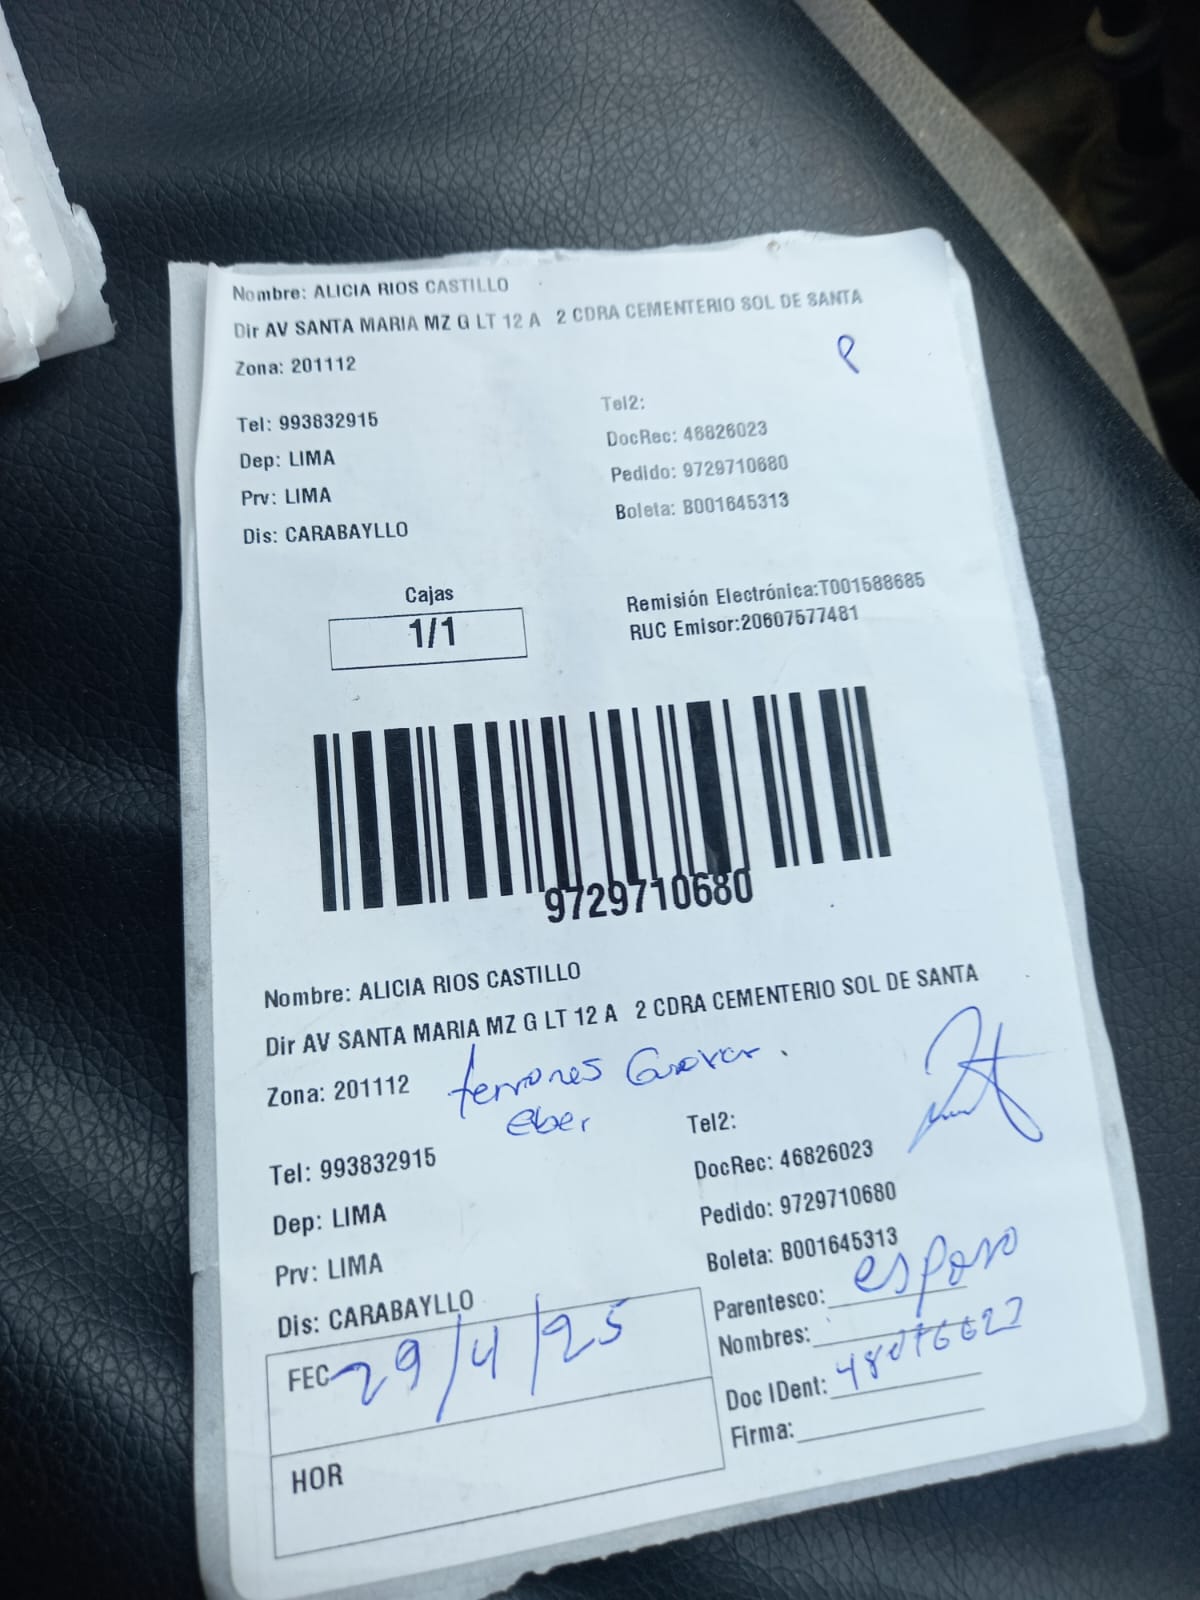 Nombre: ALICIA RIOS CASTILLO
Dir AV SANTA MARIA MZ G LT 12 A   2 CDRA CEMENTERIO SOL DE SANTA
P
Zona: 201112
Tel: 993832915
Tel2:
Dep: LIMA
DocRec: 46826023
Prv: LIMA
Pedido: 9729710680
Dis: CARABAYLLO
Boleta: B001645313
Cajas
1/1
Remisión Electrónica:T001588685
RUC Emisor:20607577481
9729710680
Nombre: ALICIA RIOS CASTILLO
Dir AV SANTA MARIA MZ G LT 12 A   2 CDRA CEMENTERIO SOL DE SANTA
Zona: 201112 terrones
eber
Tel: 993832915
Tel2:
Dep: LIMA
DocRec: 46826023
Prv: LIMA
Pedido: 9729710680
Dis: CARABAYLLO
Boleta: B001645313
Parentesco: esposo
Nombres:
FEC 29/4/25
Doc IDent:
Firma:
HOR